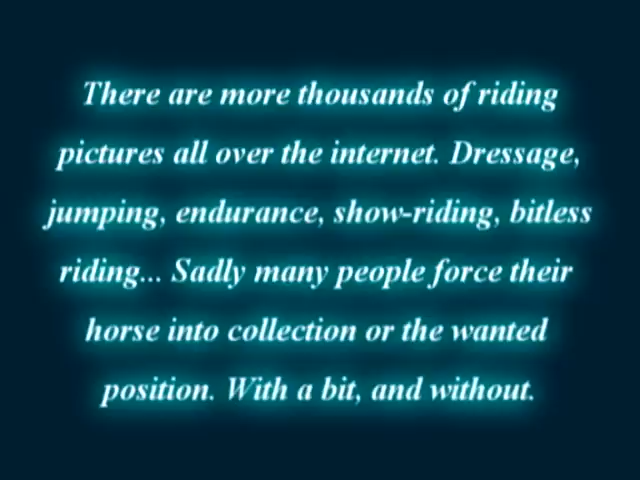 There are more thousands of riding
pictures all over the internet. Dressage,
jumping, endurance, show-riding, bitless
riding... Sadly many people force their
horse into collection or the wanted
position. With a bit, and without.